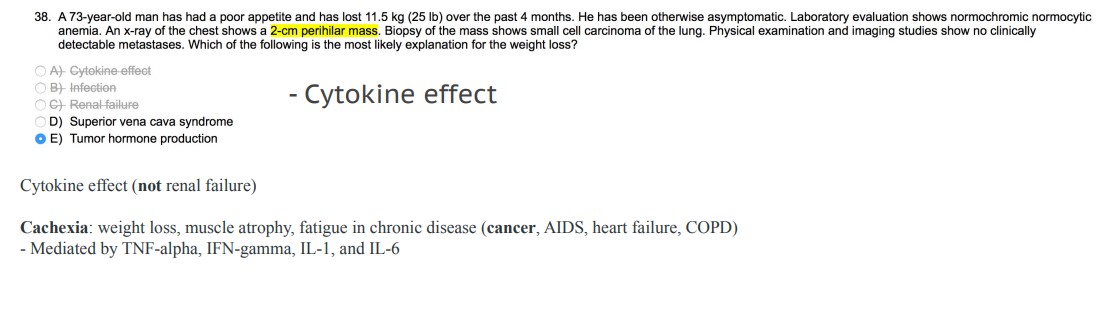 38. A 73-year-old man has had a poor appetite and has lost 11.5 kg (25 lb) over the past 4 months. He has been otherwise asymptomatic. Laboratory evaluation shows normochromic normocytic
anemia. An x-ray of the chest shows a 2-cm perihilar mass. Biopsy of the mass shows small cell carcinoma of the lung. Physical examination and imaging studies show no clinically
detectable metastases. Which of the following is the most likely explanation for the weight loss?
A) Cytokine effect
B) Infection
C) Renal failure
D) Superior vena cava syndrome
E) Tumor hormone production
- Cytokine effect
Cytokine effect (not renal failure)
Cachexia: weight loss, muscle atrophy, fatigue in chronic disease (cancer, AIDS, heart failure, COPD)
- Mediated by TNF-alpha, IFN-gamma, IL-1, and IL-6